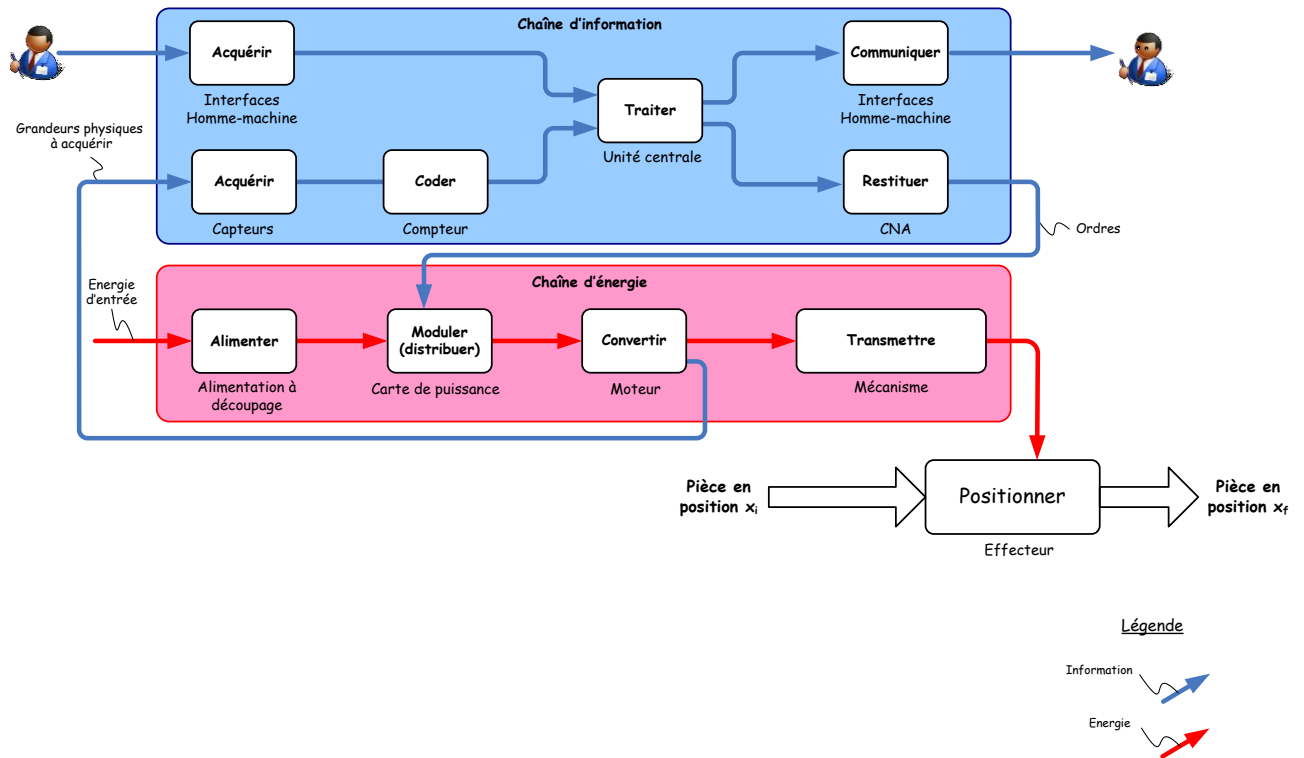 Chaîne d'information
Acquérir
Interfaces
Homme-machine
Traiter
Unité centrale
Communiquer
Interfaces
Homme-machine
Grandeurs physiques
à acquérir
Acquérir
Capteurs
Coder
Compteur
Restituer
CNA
Ordres
Chaîne d'énergie
Energie
d'entrée
Alimenter
Alimentation à
découpage
Moduler
(distribuer)
Carte de puissance
Convertir
Moteur
Transmettre
Mécanisme
Pièce en
position xi
Positionner
Effecteur
Pièce en
position xf
Légende
Information
Energie